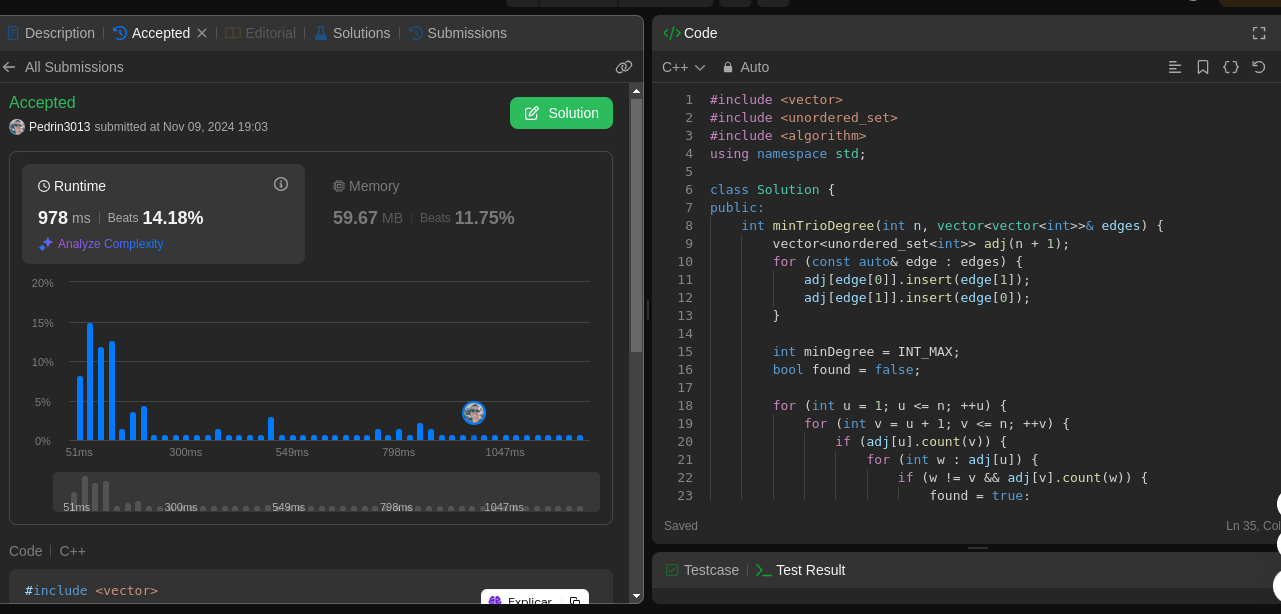 Description
Accepted
Editorial
Solutions
Submissions
All Submissions
Accepted
Pedrin3013 submitted at Nov 09, 2024 19:03
Solution
Runtime
978 ms
Beats 14.18%
Analyze Complexity
Memory
59.67 MB
Beats 11.75%
20%
15%
10%
5%
0%
51ms 300ms 549ms 798ms 1047ms
51ms 300ms 549ms 798ms 1047ms
Code
C++
#include <vector>
Explicar
</> Code
C++
Auto
1 #include <vector>
2 #include <unordered_set>
3 #include <algorithm>
4 using namespace std;
5
6 class Solution {
7 public:
8 int minTrioDegree(int n, vector<vector<int>>& edges) {
9 vector<unordered_set<int>> adj(n + 1);
10 for (const auto& edge : edges) {
11 adj[edge[0]].insert(edge[1]);
12 adj[edge[1]].insert(edge[0]);
13 }
14
15 int minDegree = INT_MAX;
16 bool found = false;
17
18 for (int u = 1; u <= n; ++u) {
19 for (int v = u + 1; v <= n; ++v) {
20 if (adj[u].count(v)) {
21 for (int w : adj[u]) {
22 if (w != v && adj[v].count(w)) {
23 found = true:
Saved
Ln 35, Col
Testcase
Test Result